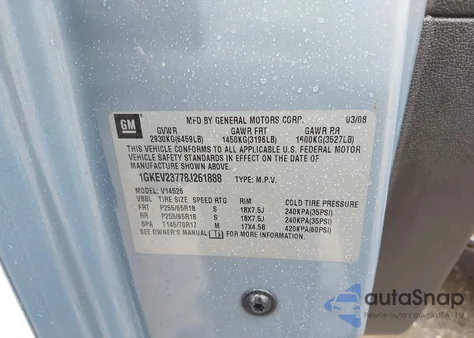 GM
MFD BY GENERAL MOTORS CORP. 03/08
GVWR GAWR FRT GAWR RR
2930KG(6459LB) 1450KG(3196LB) 1600KG(3527LB)
THIS VEHICLE CONFORMS TO ALL APPLICABLE U.S. FEDERAL MOTOR
VEHICLE SAFETY STANDARDS IN EFFECT ON THE DATE OF
MANUFACTURE SHOWN ABOVE.
1GKEV23778J261888 TYPE: M.P.V.
MODEL: V14526
VBBL TIRE SIZE SPEED RTG RIM COLD TIRE PRESSURE
FRT P255/65R18 S 18X7.5J 240KPA(35PSI)
RR P255/65R18 S 18X7.5J 240KPA(35PSI)
SPA T145/70R17 M 17X4.5B 420KPA(60PSI)
SEE OWNER'S MANUAL FOR MORE INFORMATION.
autoSnap
Pewnie auta z USA · EU